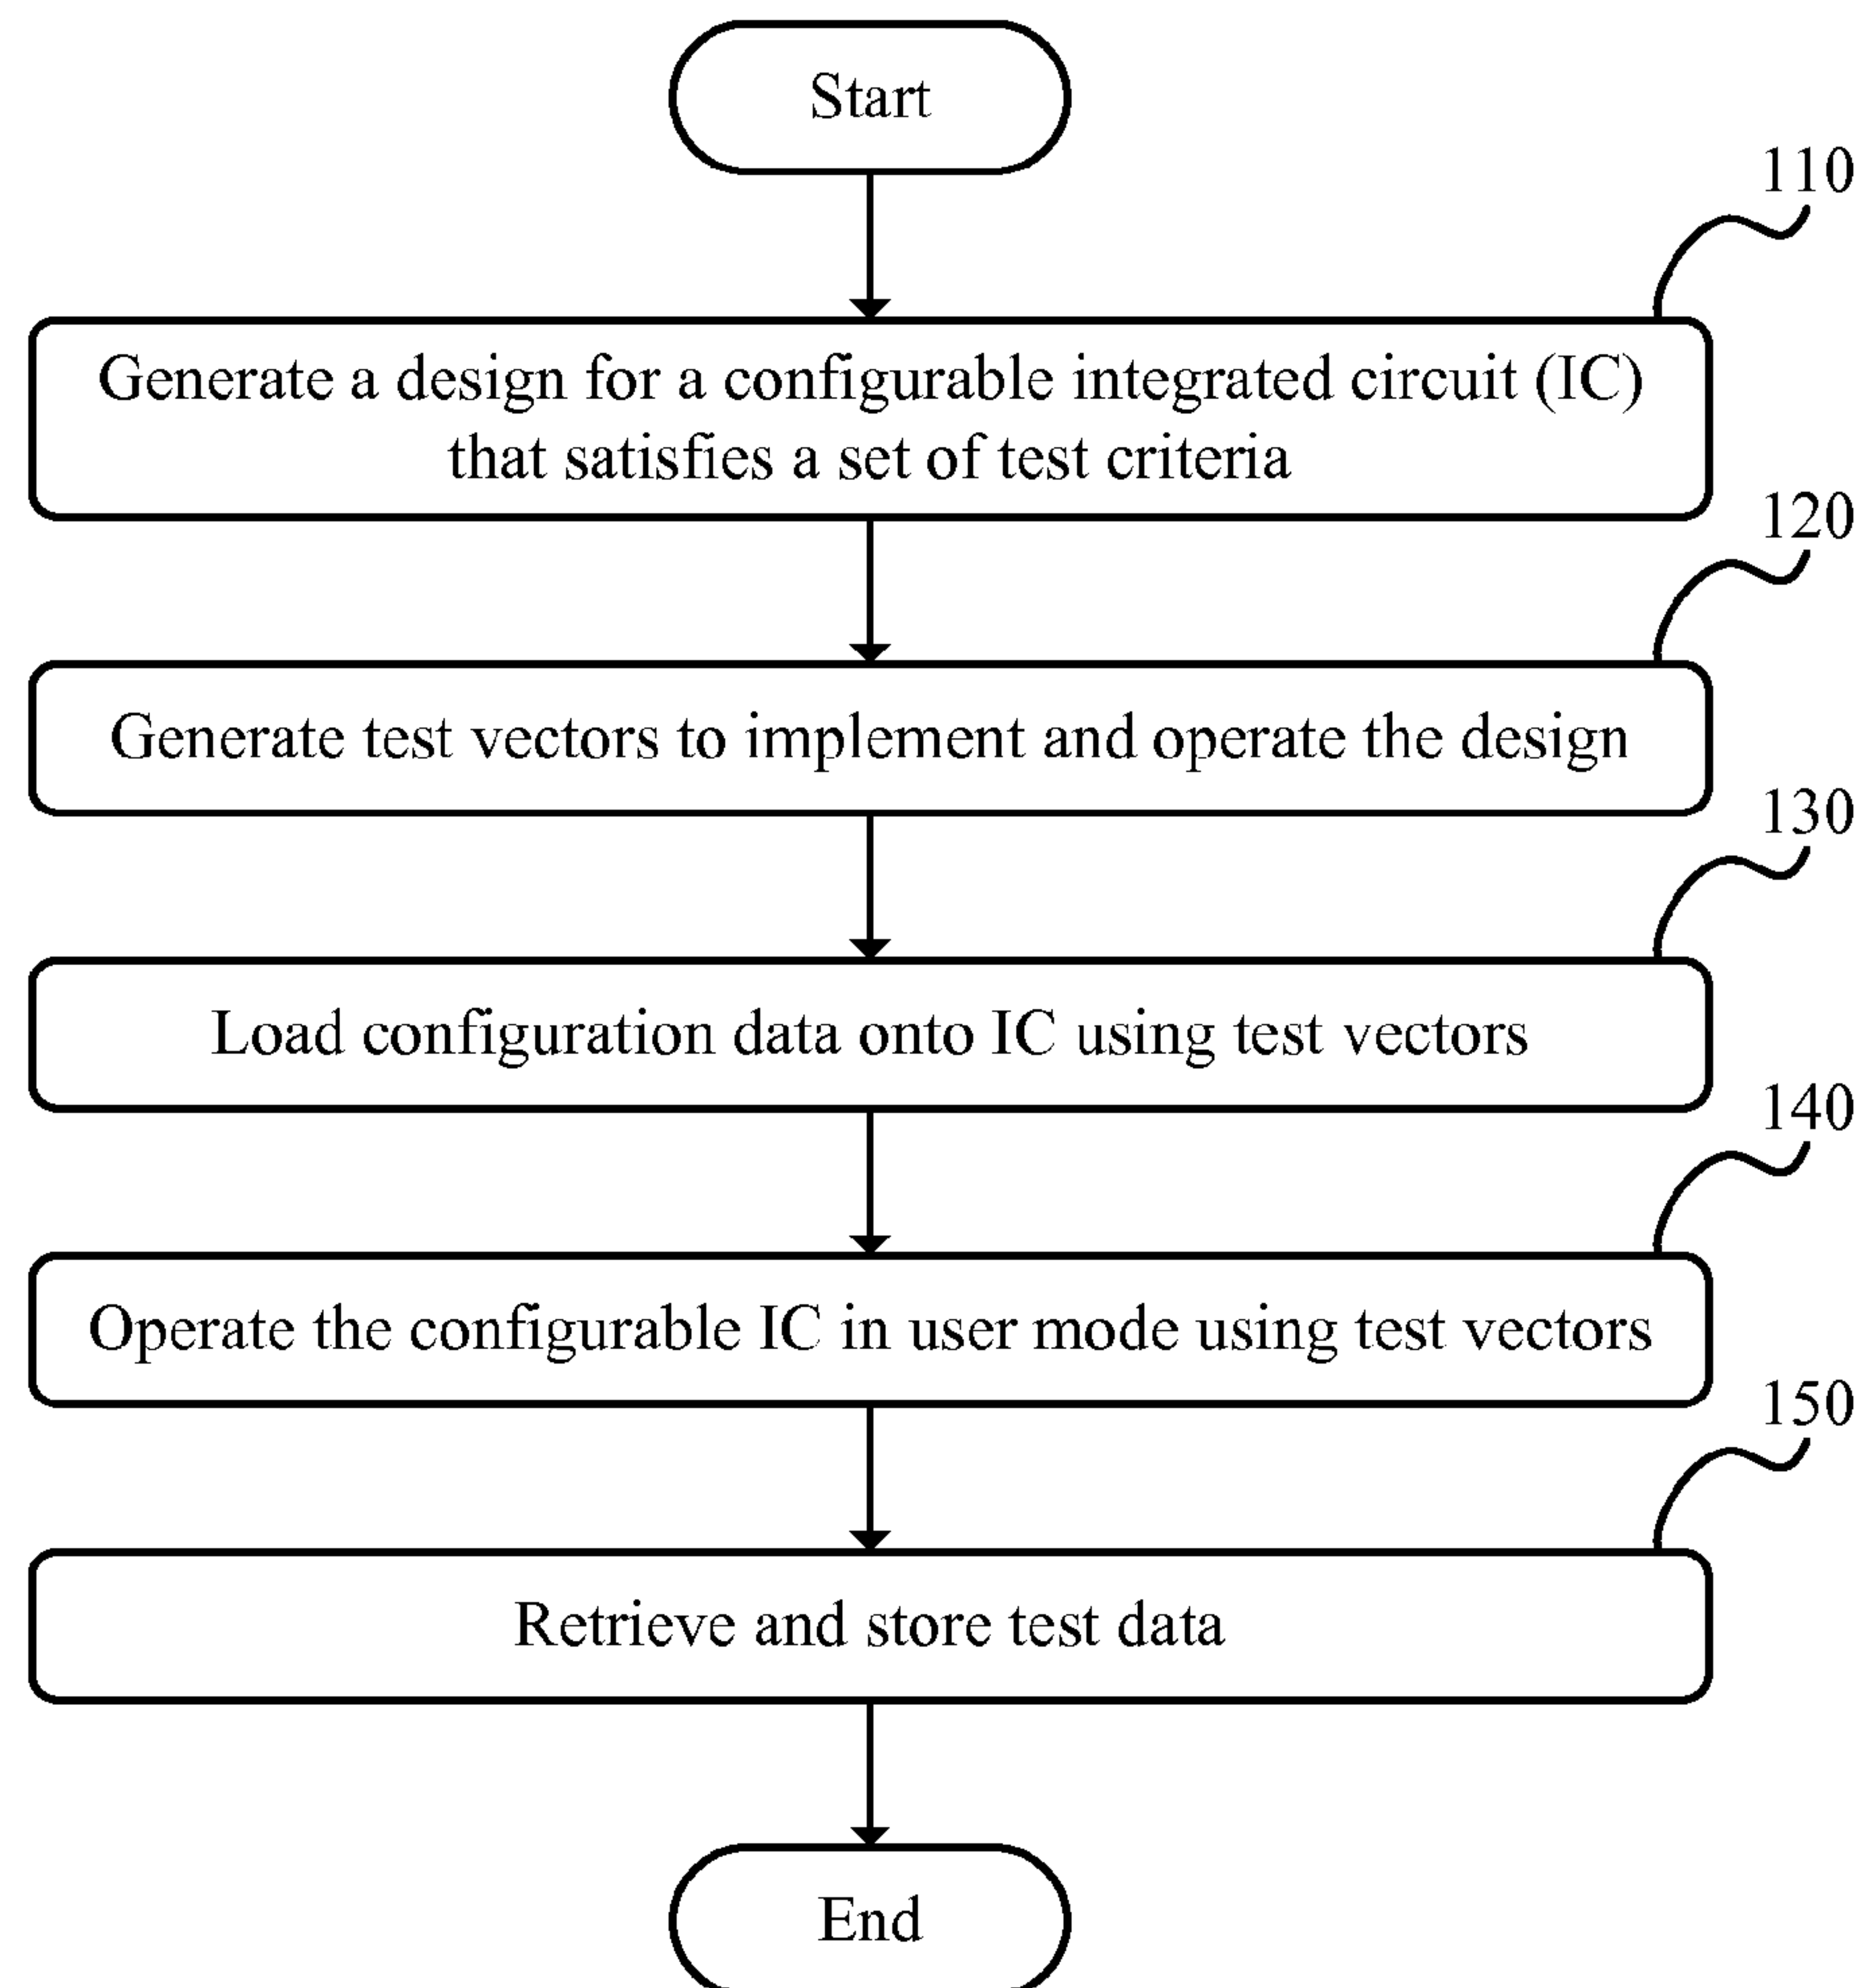 Start
110
Generate a design for a configurable integrated circuit (IC)
that satisfies a set of test criteria
120
Generate test vectors to implement and operate the design
130
Load configuration data onto IC using test vectors
140
Operate the configurable IC in user mode using test vectors
150
Retrieve and store test data
End